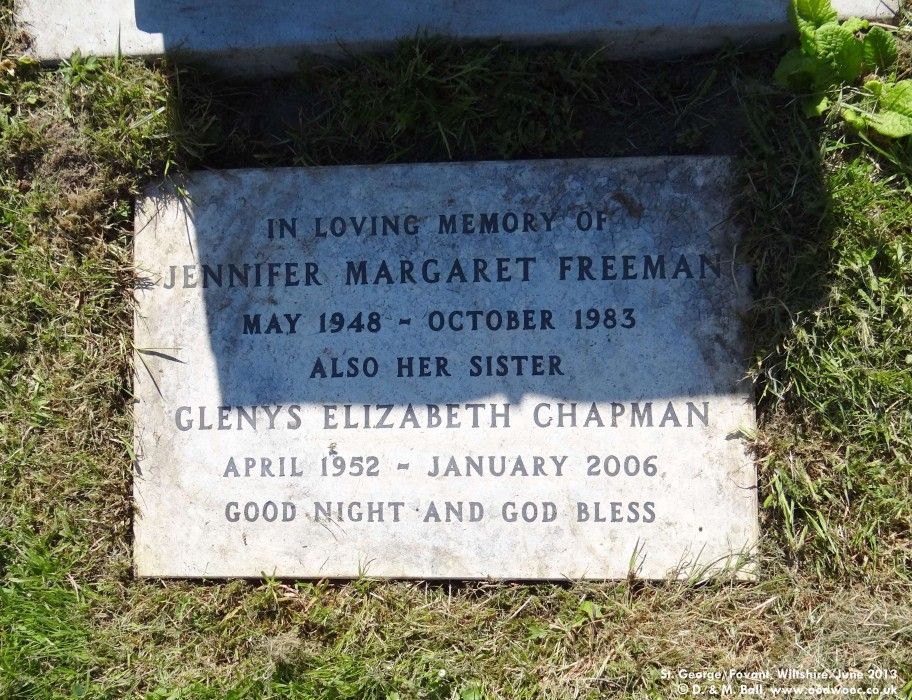 IN LOVING MEMORY OF
JENNIFER MARGARET FREEMAN
MAY 1948 - OCTOBER 1983
ALSO HER SISTER
GLENYS ELIZABETH CHAPMAN
APRIL 1952 - JANUARY 2006
GOOD NIGHT AND GOD BLESS
St. George/Fovant, Wiltshire/June 2013
© D. & M. Ball, www.oodwooc.co.uk